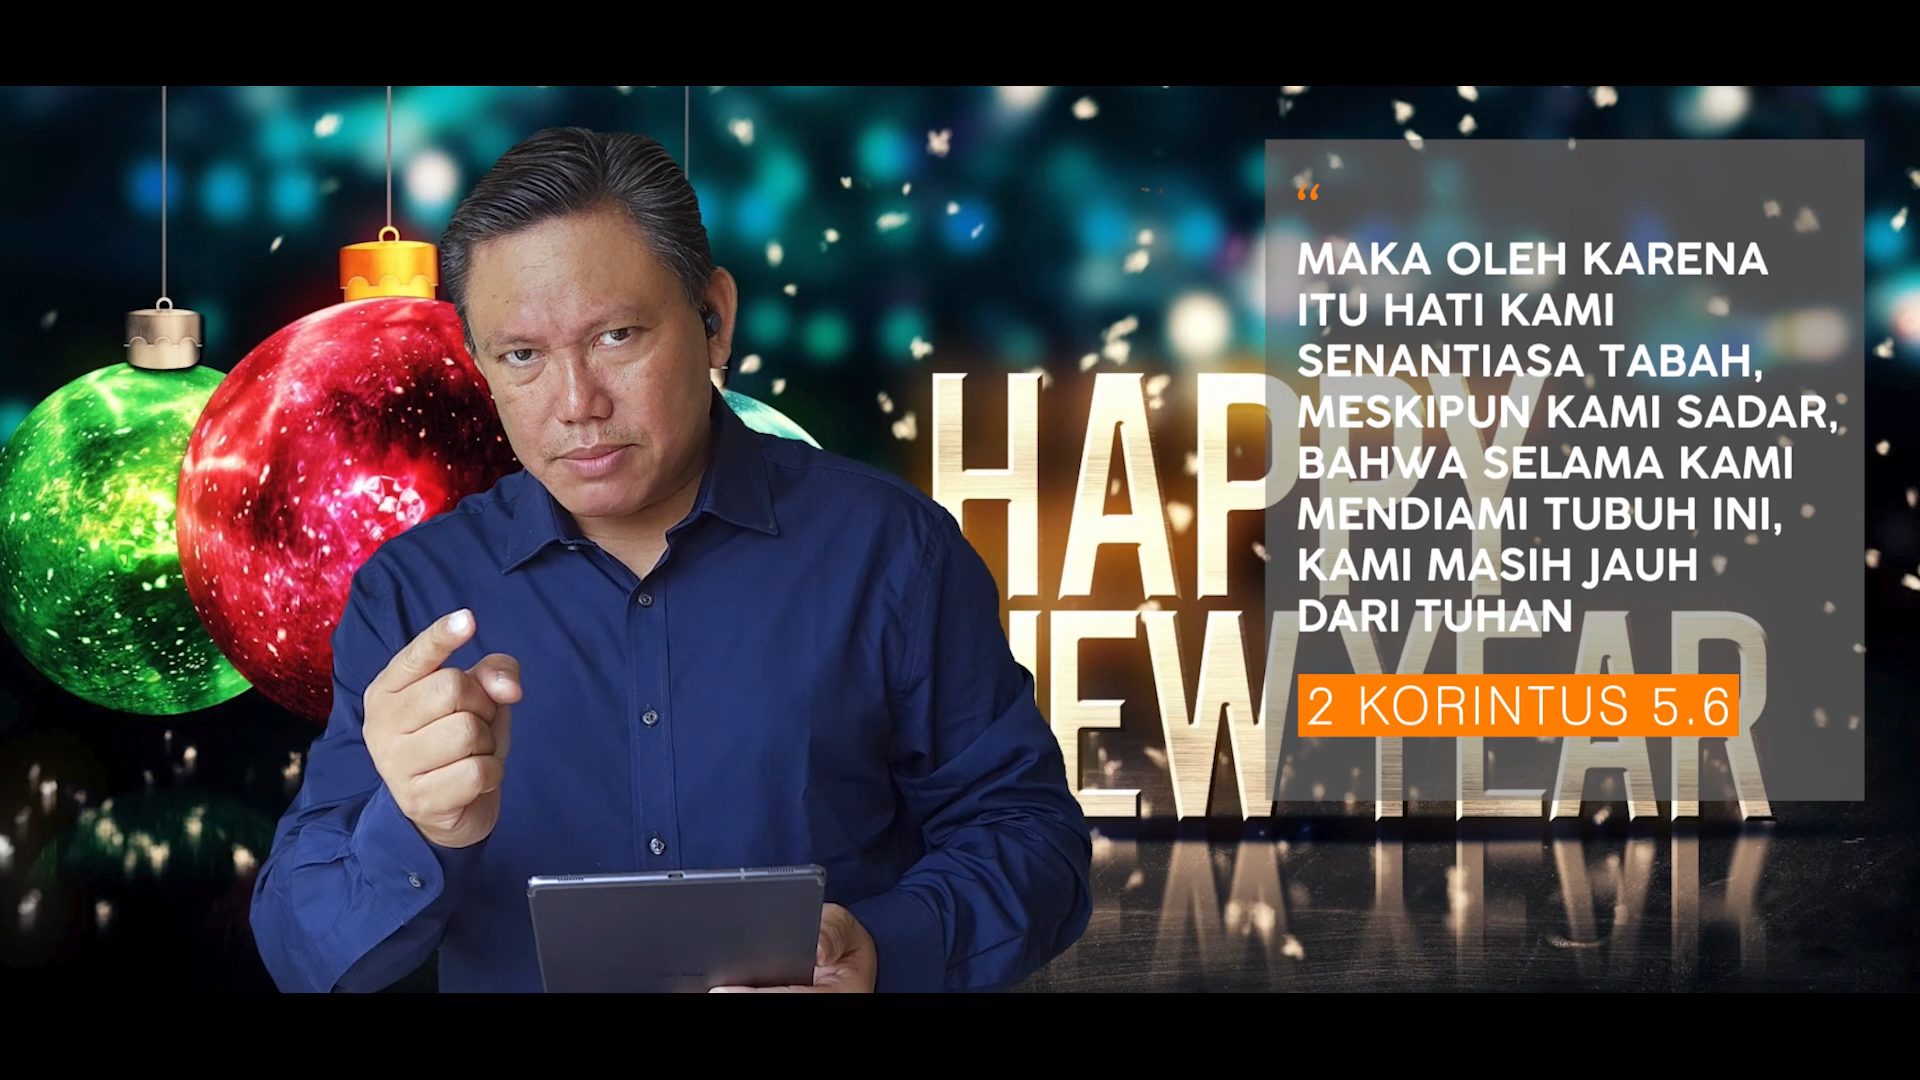 “
MAKA OLEH KARENA
ITU HATI KAMI
SENANTIASA TABAH,
MESKIPUN KAMI SADAR,
BAHWA SELAMA KAMI
MENDIAMI TUBUH INI,
KAMI MASIH JAUH
DARI TUHAN
2 KORINTUS 5.6
HAPPY
NEW YEAR